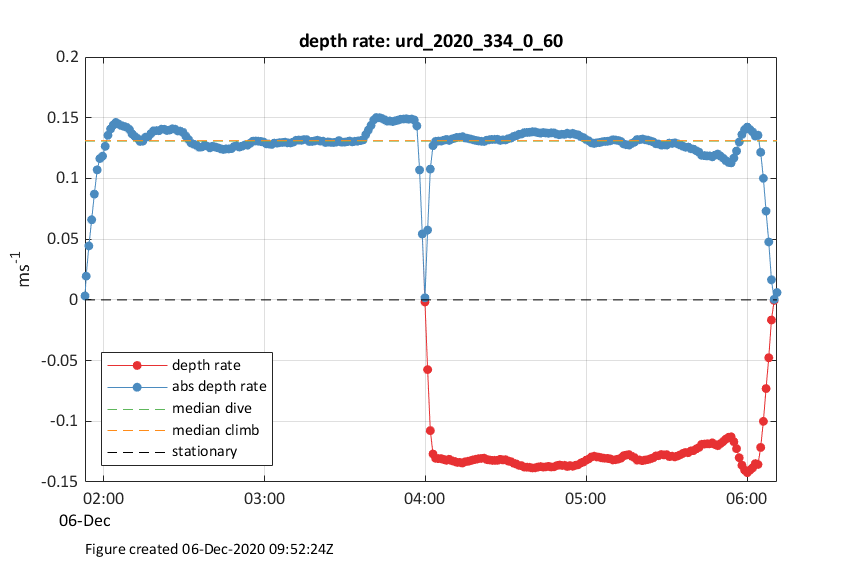 depth rate: urd_2020_334_0_60
0.2
0.15
0.1
0.05
0
-0.05
-0.1
-0.15
ms-1
depth rate
abs depth rate
median dive
median climb
stationary
02:00 03:00 04:00 05:00 06:00
06-Dec
Figure created 06-Dec-2020 09:52:24Z